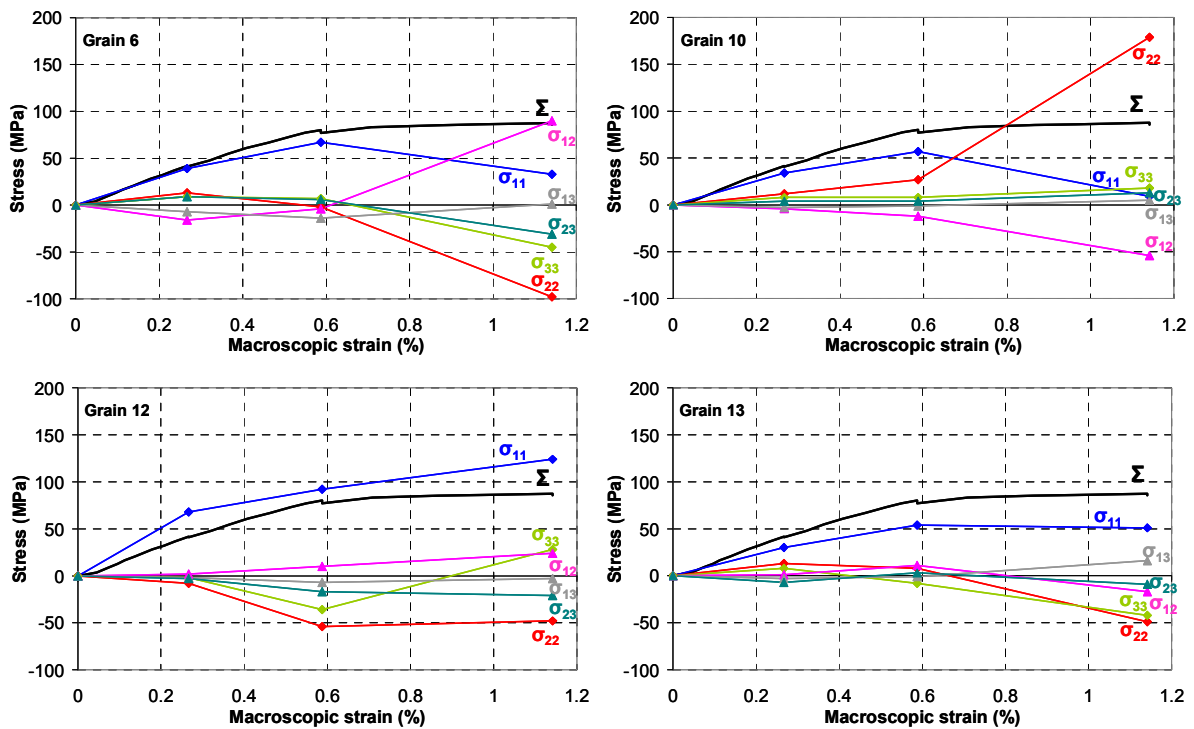 200
150
100
50
0
-50
-100
Stress (MPa)
Grain 6
Σ
σ12
σ11
σ13
σ23
σ33
σ22
0 0.2 0.4 0.6 0.8 1 1.2
Macroscopic strain (%)
200
150
100
50
0
-50
-100
Stress (MPa)
Grain 10
σ22
Σ
σ33
σ11
σ23
σ13
σ12
0 0.2 0.4 0.6 0.8 1 1.2
Macroscopic strain (%)
200
150
100
50
0
-50
-100
Stress (MPa)
Grain 12
σ11
Σ
σ33
σ12
σ13
σ23
σ22
0 0.2 0.4 0.6 0.8 1 1.2
Macroscopic strain (%)
200
150
100
50
0
-50
-100
Stress (MPa)
Grain 13
Σ
σ11
σ13
σ23
σ33 σ12
σ22
0 0.2 0.4 0.6 0.8 1 1.2
Macroscopic strain (%)